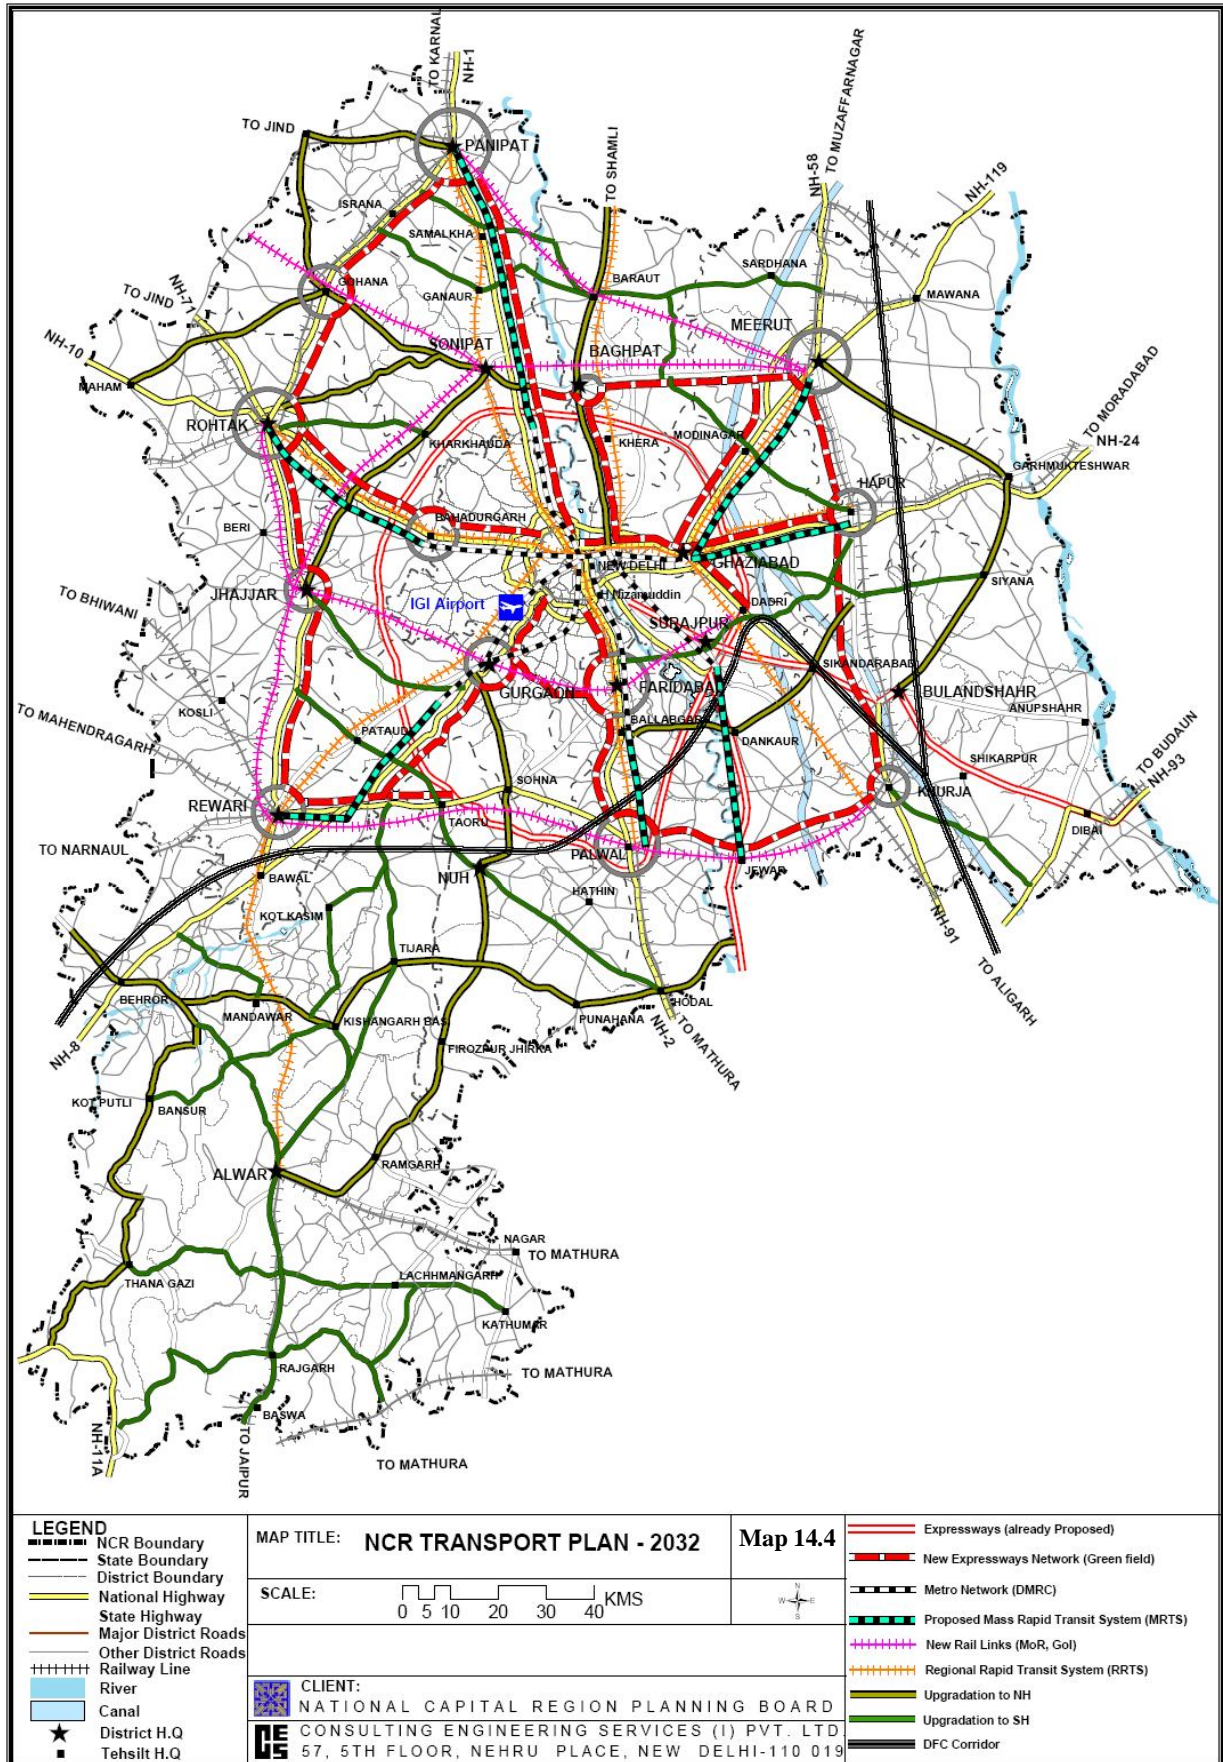 TO KARNAL
NH-1
TO MUZAFFARNAGAR
NH-58
TO SHAMLI
NH-119
TO JIND
PANIPAT
ISRANA
SAMALKHA
SARDHANA
GOHANA
GANAUR
BARAUT
MAWANA
NH-71
TO JIND
NH-10
SONIPAT
BAGHPAT
MEERUT
MAHAM
TO MORADABAD
NH-24
ROHTAK
KHARKHAUDA
KHERA
MODINAGAR
GARHMUKTESHWAR
HAPUR
BERI
BAHADURGARH
NEW DELHI
GHAZIABAD
SIYANA
TO BHIWANI
JHAJJAR
IGI Airport
H Nizamuddin
DADRI
SURAJPUR
SIKANDARABAD
GURGAON
FARIDABAD
BULANDSHAHR
ANUPSHAHR
KOSLI
TO MAHENDRAGARH
PATAUDI
BALLABGARH
DANKAUR
TO BUDAUN
NH-93
SHIKARPUR
REWARI
SOHNA
KHURJA
TAORU
DIBAI
TO NARNAUL
BAWAL
NUH
PALWAL
JEWAR
HATHIN
KOT KASIM
NH-91
TIJARA
TO ALIGARH
BEHROR
MANDAWAR
KISHANGARH BAS
PUNAHANA
HODAL
NH-2
TO MATHURA
NH-8
FIROZPUR JHIRKA
KOT PUTLI
BANSUR
ALWAR
RAMGARH
NAGAR
TO MATHURA
THANA GAZI
LACHHMANGARH
KATHUMAR
RAJGARH
TO MATHURA
BASWA
NH-11A
TO JAIPUR
TO MATHURA
LEGEND
NCR Boundary
State Boundary
District Boundary
National Highway
State Highway
Major District Roads
Other District Roads
Railway Line
River
Canal
District H.Q
Tehsilt H.Q
MAP TITLE: NCR TRANSPORT PLAN - 2032
Map 14.4
SCALE:
0 5 10 20 30 40 KMS
N
W E
S
CLIENT:
NATIONAL CAPITAL REGION PLANNING BOARD
CES
CONSULTING ENGINEERING SERVICES (I) PVT. LTD.
57, 5TH FLOOR, NEHRU PLACE, NEW DELHI-110 019
Expressways (already Proposed)
New Expressways Network (Green field)
Metro Network (DMRC)
Proposed Mass Rapid Transit System (MRTS)
New Rail Links (MoR, GoI)
Regional Rapid Transit System (RRTS)
Upgradation to NH
Upgradation to SH
DFC Corridor